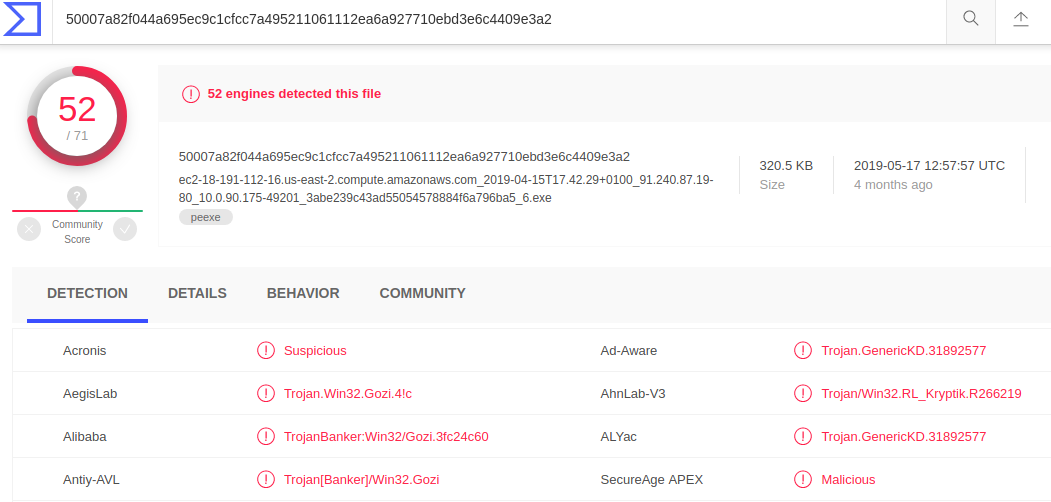 50007a82f044a695ec9c1cfcc7a495211061112ea6a927710ebd3e6c4409e3a2
52
/ 71
?
Community
Score
52 engines detected this file
50007a82f044a695ec9c1cfcc7a495211061112ea6a927710ebd3e6c4409e3a2
ec2-18-191-112-16.us-east-2.compute.amazonaws.com_2019-04-15T17.42.29+0100_91.240.87.19-
80_10.0.90.175-49201_3abe239c43ad55054578884f6a796ba5_6.exe
peexe
320.5 KB
Size
2019-05-17 12:57:57 UTC
4 months ago
DETECTION DETAILS BEHAVIOR COMMUNITY
Acronis Suspicious Ad-Aware Trojan.GenericKD.31892577
AegisLab Trojan.Win32.Gozi.4!c AhnLab-V3 Trojan/Win32.RL_Kryptik.R266219
Alibaba TrojanBanker:Win32/Gozi.3fc24c60 ALYac Trojan.GenericKD.31892577
Antiy-AVL Trojan[Banker]/Win32.Gozi SecureAge APEX Malicious